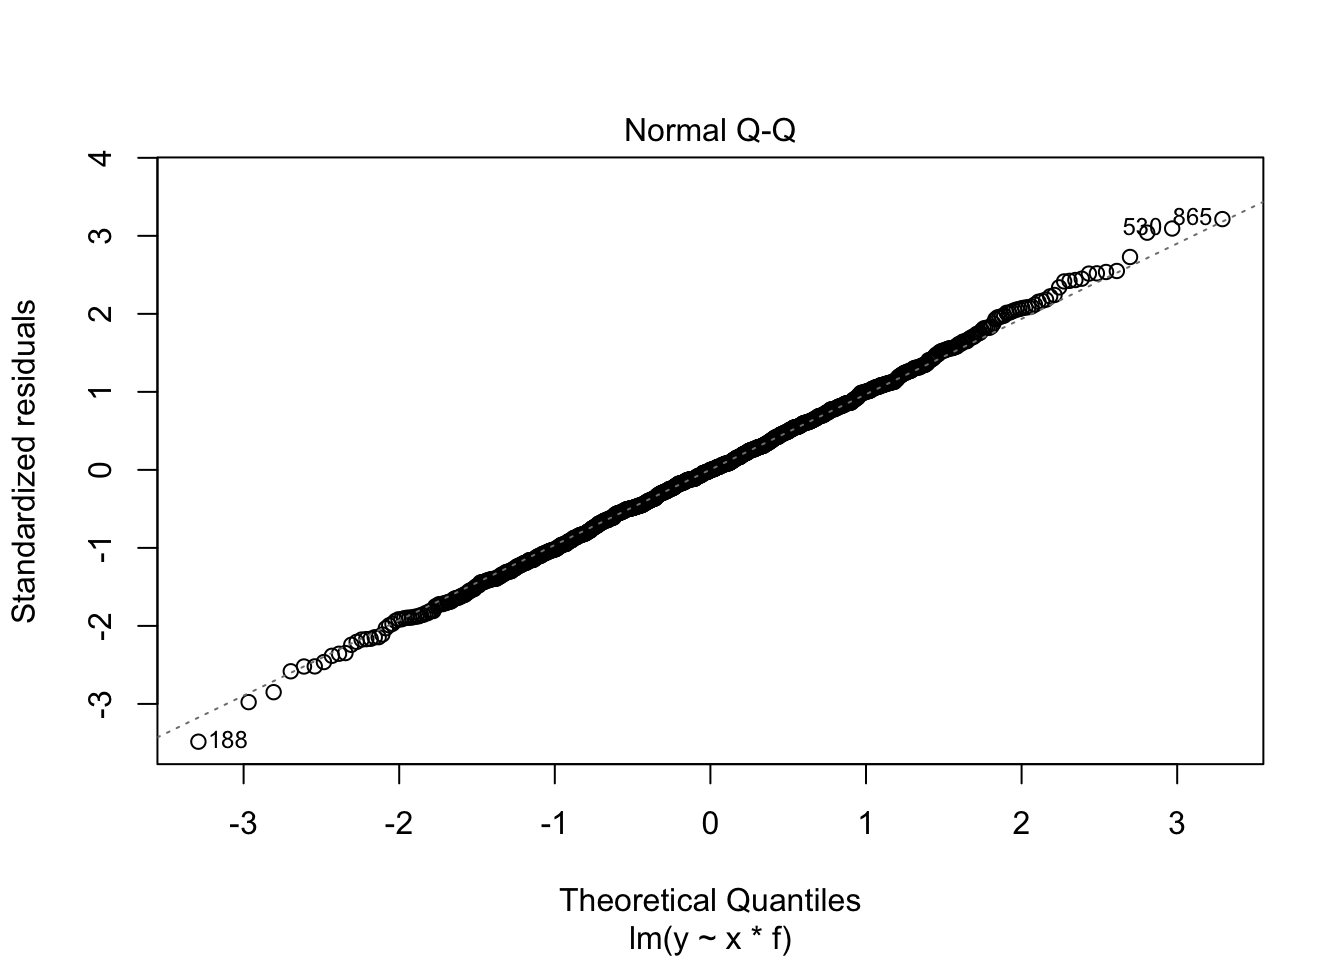 Normal Q-Q
Standardized residuals
4
3
2
1
0
-1
-2
-3
530
865
188
-3 -2 -1 0 1 2 3
Theoretical Quantiles
lm(y ~ x * f)